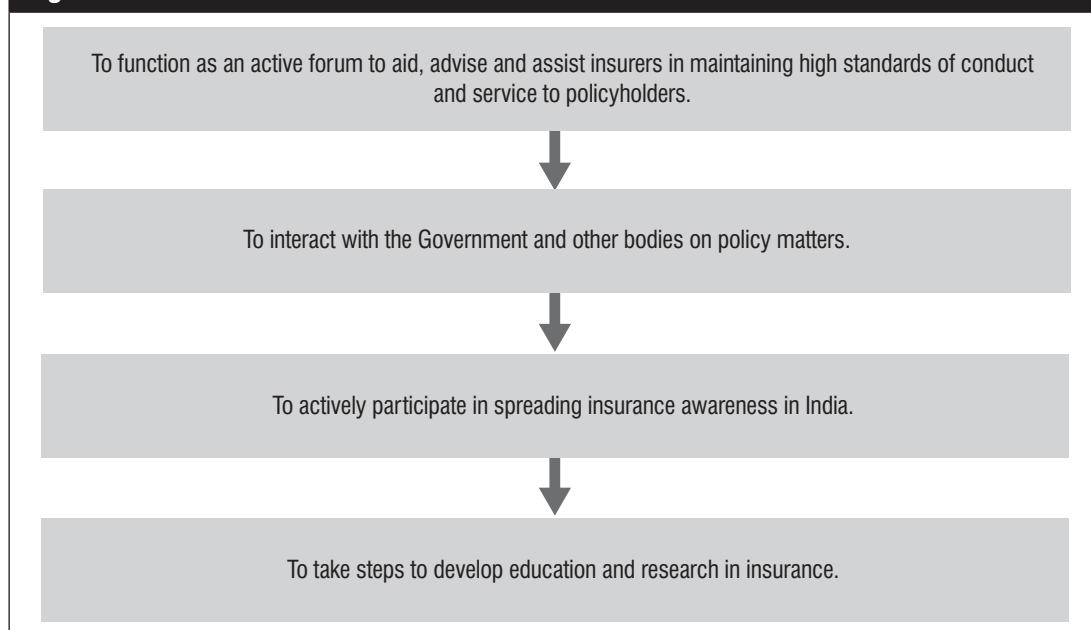 To function as an active forum to aid, advise and assist insurers in maintaining high standards of conduct
and service to policyholders.
To interact with the Government and other bodies on policy matters.
To actively participate in spreading insurance awareness in India.
To take steps to develop education and research in insurance.